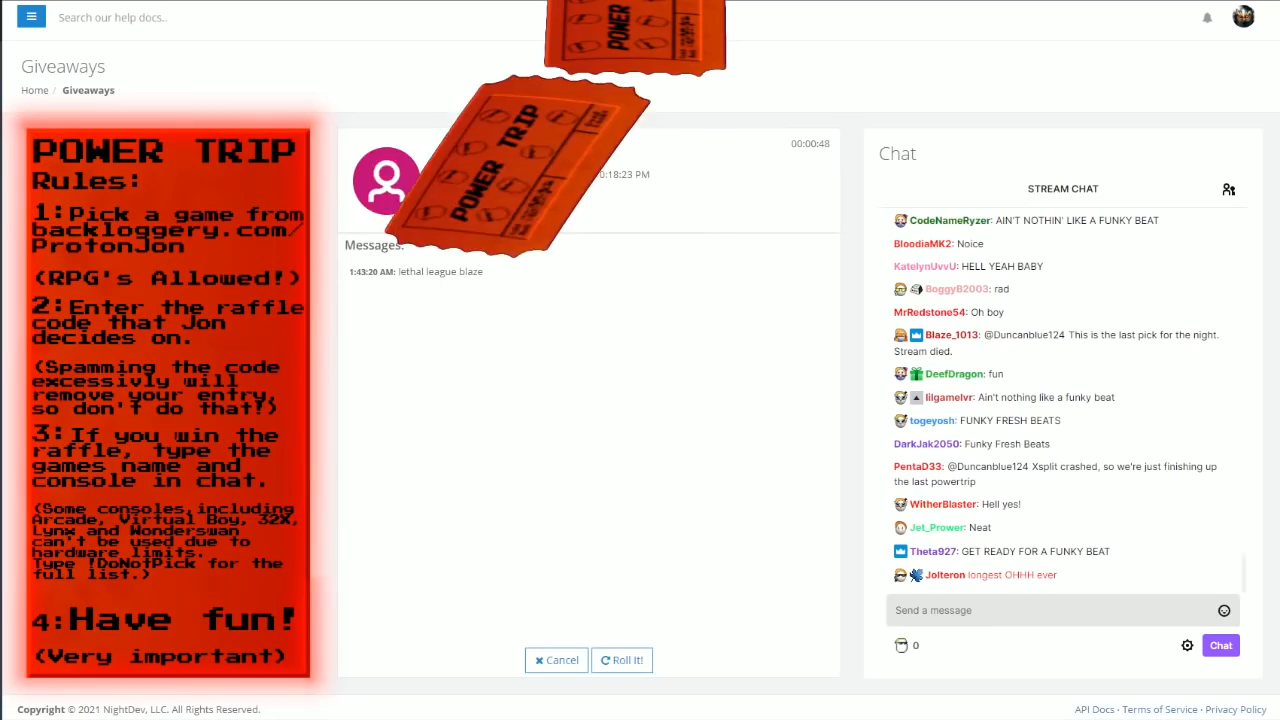 Search our help docs..
Giveaways
Home / Giveaways
POWER TRIP
Rules:
1:Pick a game from
backloggery.com/
ProtonJon
(RPG's Allowed!)
2:Enter the raffle
code that Jon
decides on.
(Spamming the code
excessivly will
remove your entry,
so don't do that!)
3:If you win the
raffle, type the
games name and
console in chat.
(Some consoles,including
Arcade, Virtual Boy, 32X,
Lynx and Wonderswan
can't be used due to
hardware limits.
Type !DoNotPick for the
full list.)
4:Have fun!
(Very important)
POWER
POWER TRIP
00:00:48
0:18:23 PM
Messages:
1:43:20 AM: lethal league blaze
Cancel
Roll It!
Chat
STREAM CHAT
CodeNameRyzer: AIN'T NOTHIN' LIKE A FUNKY BEAT
BloodiaMK2: Noice
KatelynUvvU: HELL YEAH BABY
8oggyB2003: rad
MrRedstone54: Oh boy
Blaze_1013: @Duncanblue124 This is the last pick for the night.
Stream died.
DeefDragon: fun
lilgamelvr: Ain't nothing like a funky beat
togeyosh: FUNKY FRESH BEATS
DarkJak2050: Funky Fresh Beats
PentaD33: @Duncanblue124 Xsplit crashed, so we're just finishing up
the last powertrip
WitherBlaster: Hell yes!
Jet_Prower: Neat
Theta927: GET READY FOR A FUNKY BEAT
Jolteron longest OHHH ever
Send a message
0
Chat
Copyright © 2021 NightDev, LLC. All Rights Reserved.
API Docs · Terms of Service · Privacy Policy